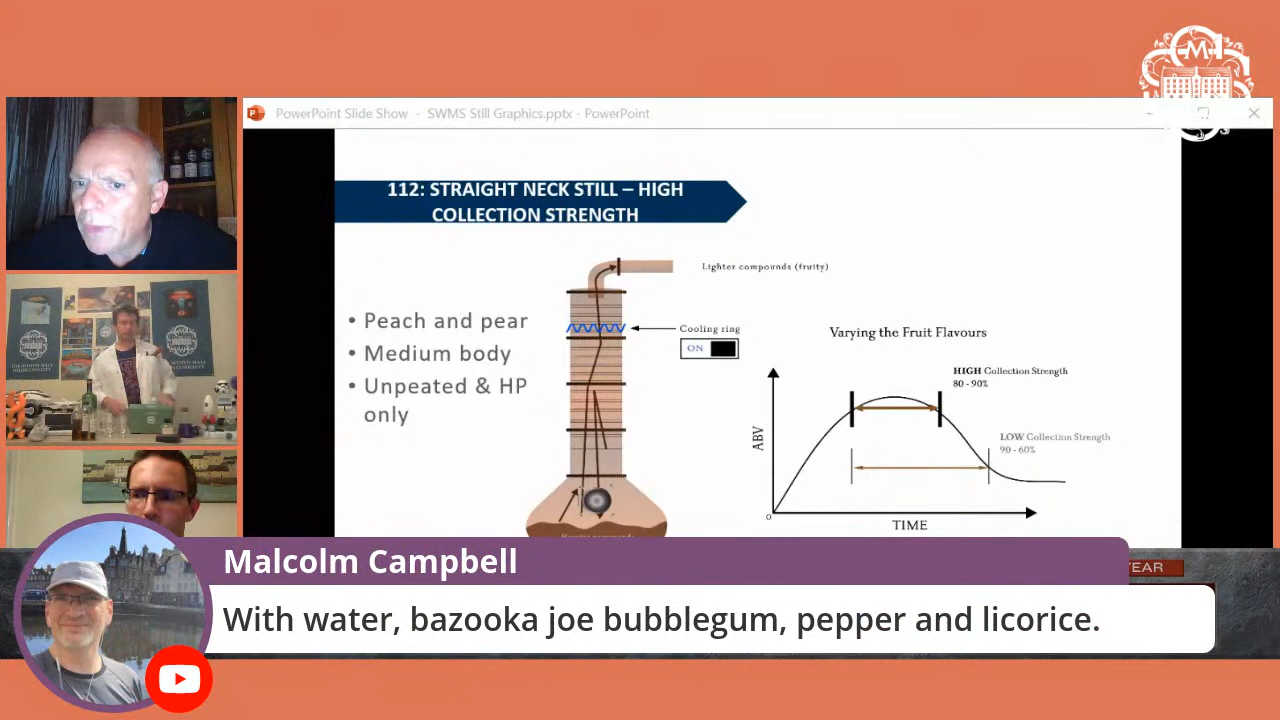 M
PowerPoint Slide Show - SWMS Still Graphics.pptx - PowerPoint
112: STRAIGHT NECK STILL – HIGH
COLLECTION STRENGTH
• Peach and pear
• Medium body
• Unpeated & HP
only
Lighter compounds (fruity)
Cooling ring
ON
Varying the Fruit Flavours
HIGH Collection Strength
80 - 90%
LOW Collection Strength
90 - 60%
ABV
0
TIME
YEAR
Malcolm Campbell
With water, bazooka joe bubblegum, pepper and licorice.